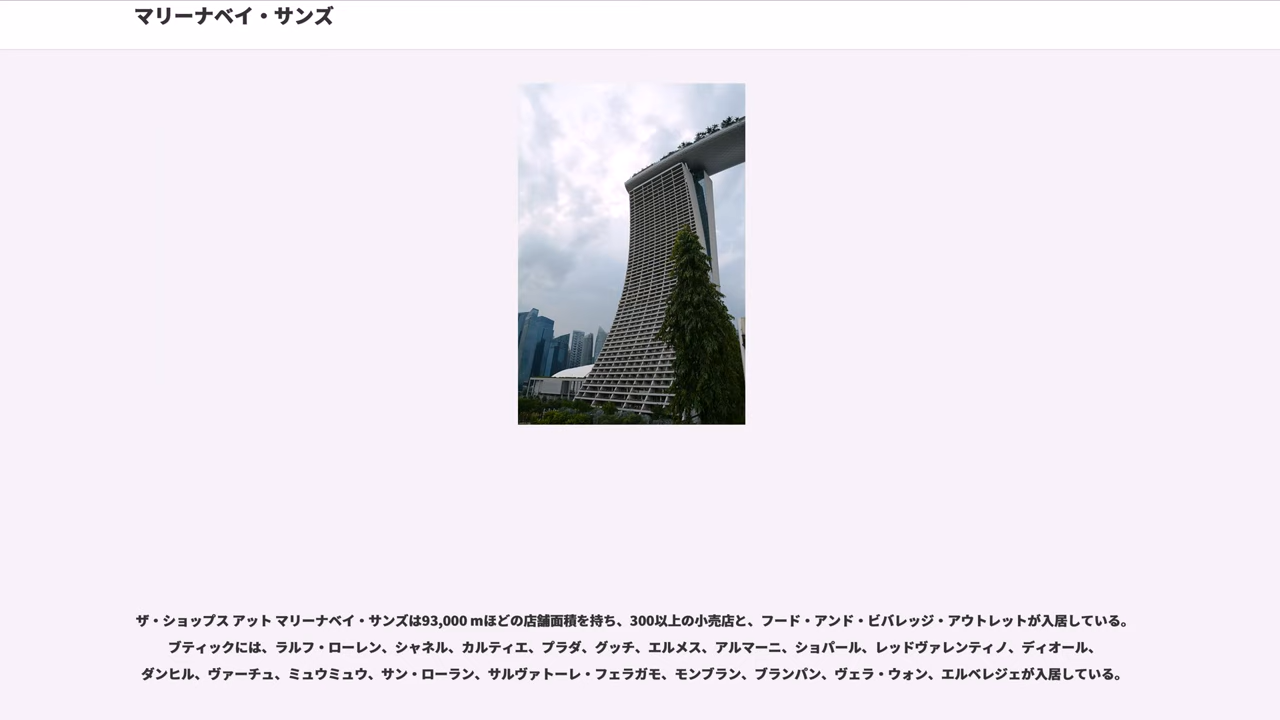 マリーナベイ・サンズ
ザ・ショップス アット マリーナベイ・サンズは93,000 mほどの店舗面積を持ち、300以上の小売店と、フード・アンド・ビバレッジ・アウトレットが入居している。
ブティックには、ラルフ・ローレン、シャネル、カルティエ、プラダ、グッチ、エルメス、アルマーニ、ショパール、レッドヴァレンティノ、ディオール、
ダンヒル、ヴァーチュ、ミュウミュウ、サン・ローラン、サルヴァトーレ・フェラガモ、モンブラン、ブランパン、ヴェラ・ウォン、エルベレジェが入居している。